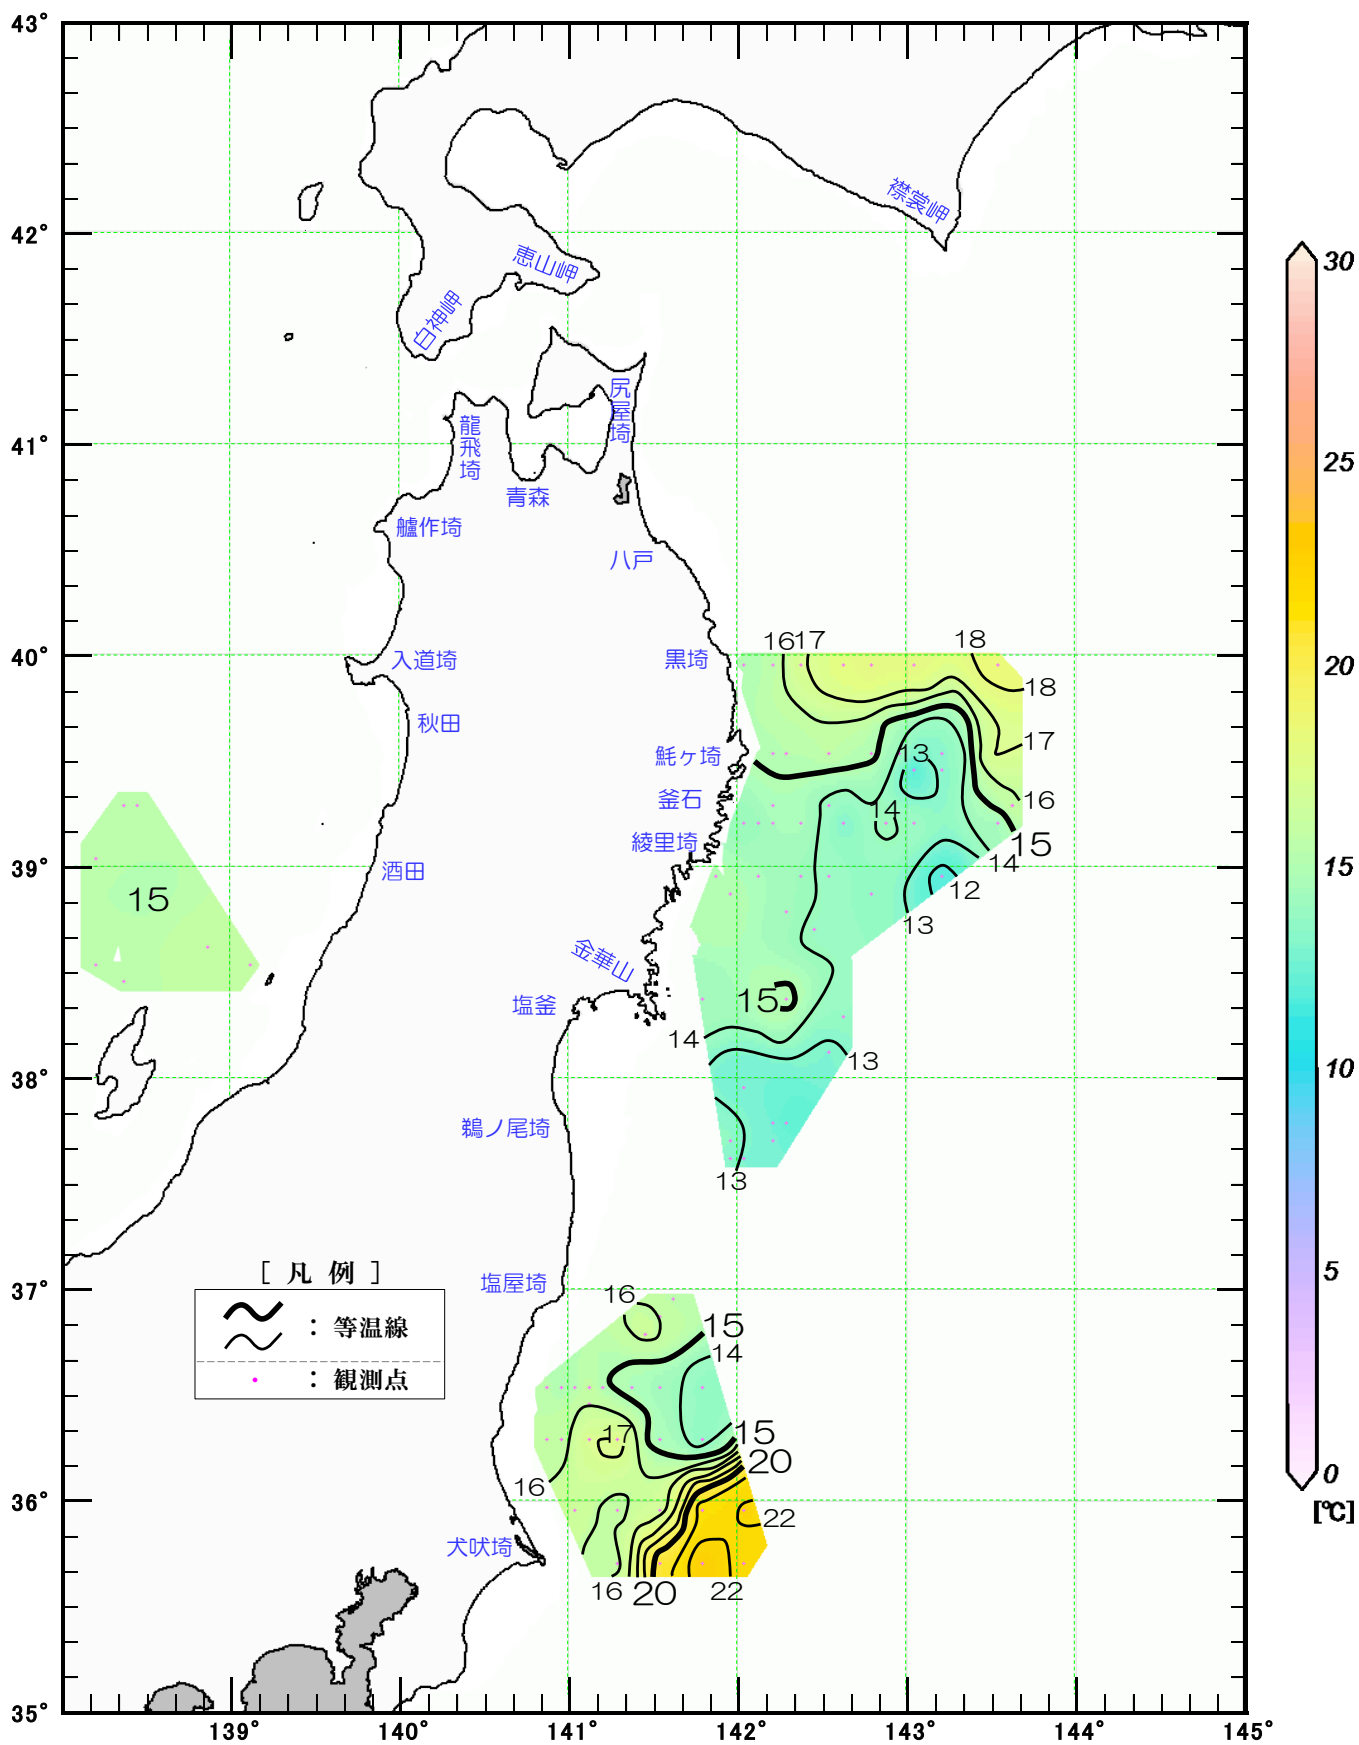 43°
42°
41°
40°
39°
38°
37°
36°
35°
139°
140°
141°
142°
143°
144°
145°
襟裳岬
恵山岬
白神岬
尻屋埼
龍飛埼
青森
艫作埼
八戸
入道埼
黒埼
秋田
魹ヶ埼
釜石
綾里埼
酒田
金華山
塩釜
鵜ノ尾埼
塩屋埼
犬吠埼
16
17
18
18
17
16
15
14
13
14
12
13
15
14
13
13
15
16
15
14
17
15
20
16
22
16
20
22
[ 凡 例 ]
: 等温線
: 観測点
30
25
20
15
10
5
0
[℃]